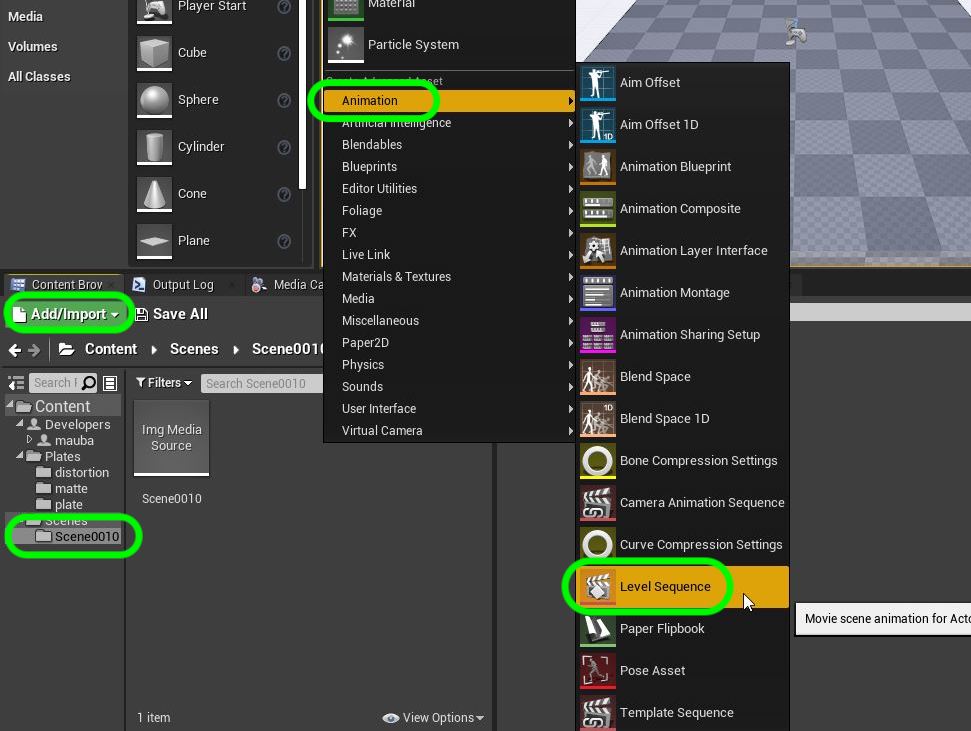 Media
Volumes
All Classes
Player Start
Cube
Sphere
Cylinder
Cone
Plane
Material
Particle System
Create Advanced Asset
Animation
Artificial Intelligence
Blendables
Blueprints
Editor Utilities
Foliage
FX
Live Link
Materials & Textures
Media
Miscellaneous
Paper2D
Physics
Sounds
User Interface
Virtual Camera
Aim Offset
1D
Aim Offset 1D
Animation Blueprint
Animation Composite
Animation Layer Interface
Animation Montage
Animation Sharing Setup
Blend Space
1D
Blend Space 1D
Bone Compression Settings
Camera Animation Sequence
Curve Compression Settings
Level Sequence
Paper Flipbook
Pose Asset
Template Sequence
Movie scene animation for Acto
Content Brov
Output Log
Media Ca
Add/Import
Save All
Content
Scenes
Scene0010
Search F
Filters
Search Scene0010
Content
Developers
mauba
Plates
distortion
matte
plate
Scenes
Scene0010
Img Media
Source
Scene0010
1 item
View Options